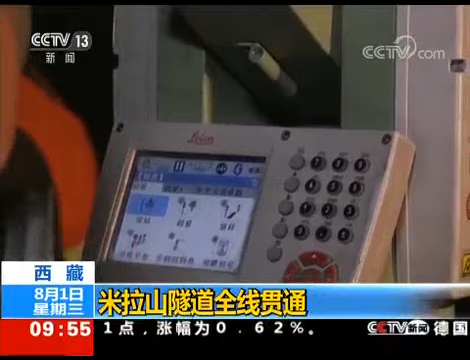 CCTV 13
新闻
CCTV.com
Leica
西藏
8月1日
星期三
米拉山隧道全线贯通
09:55
1点，涨幅为0.62%。
CCTV新闻
德国